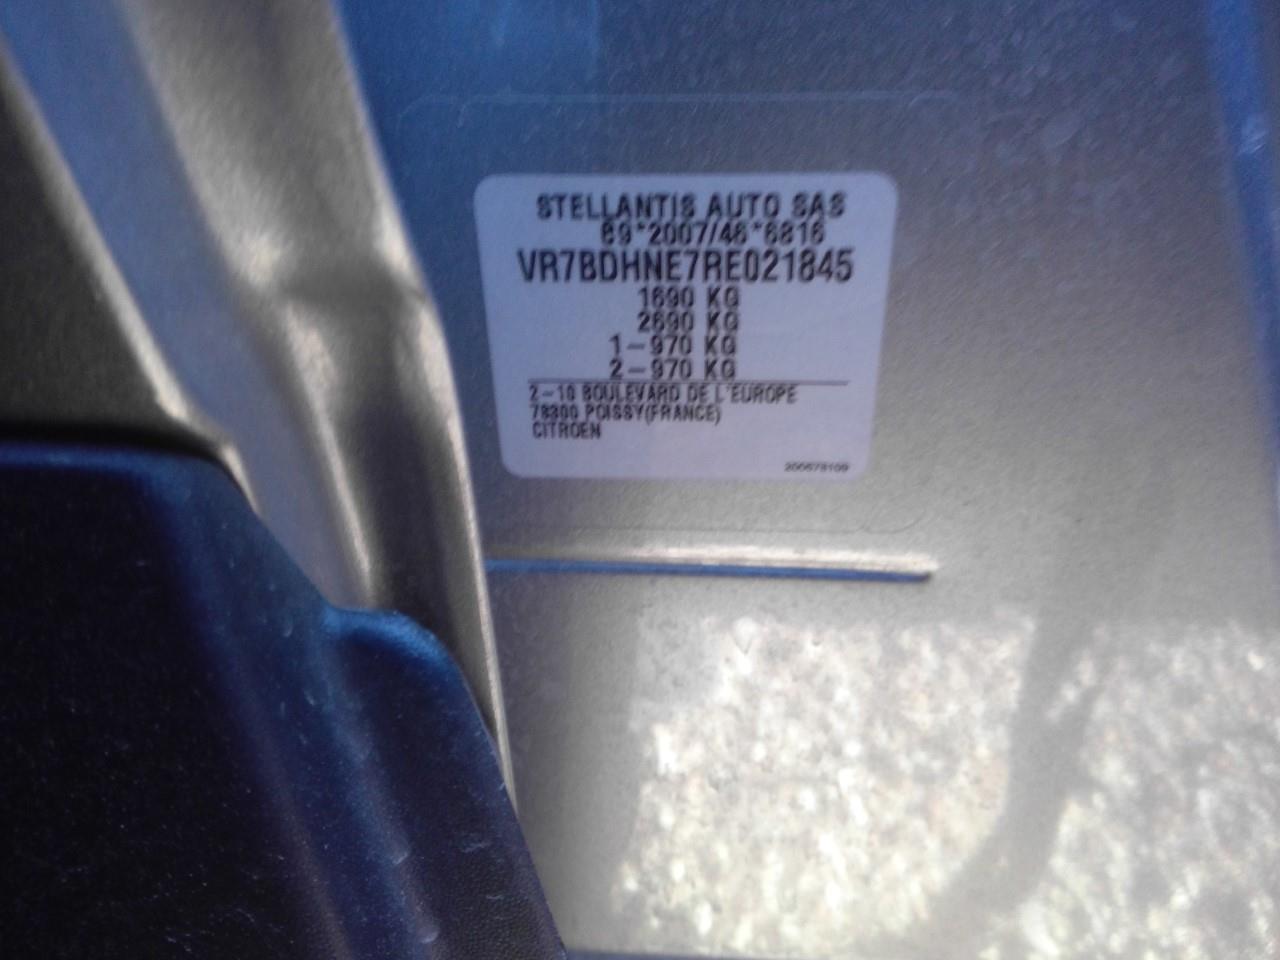 STELLANTIS AUTO SAS
e9*2007/46*6816
VR7BDHNE7RE021845
1690 KG
2690 KG
1-970 KG
2-970 KG
2-10 BOULEVARD DE L'EUROPE
78300 POISSY(FRANCE)
CITROEN